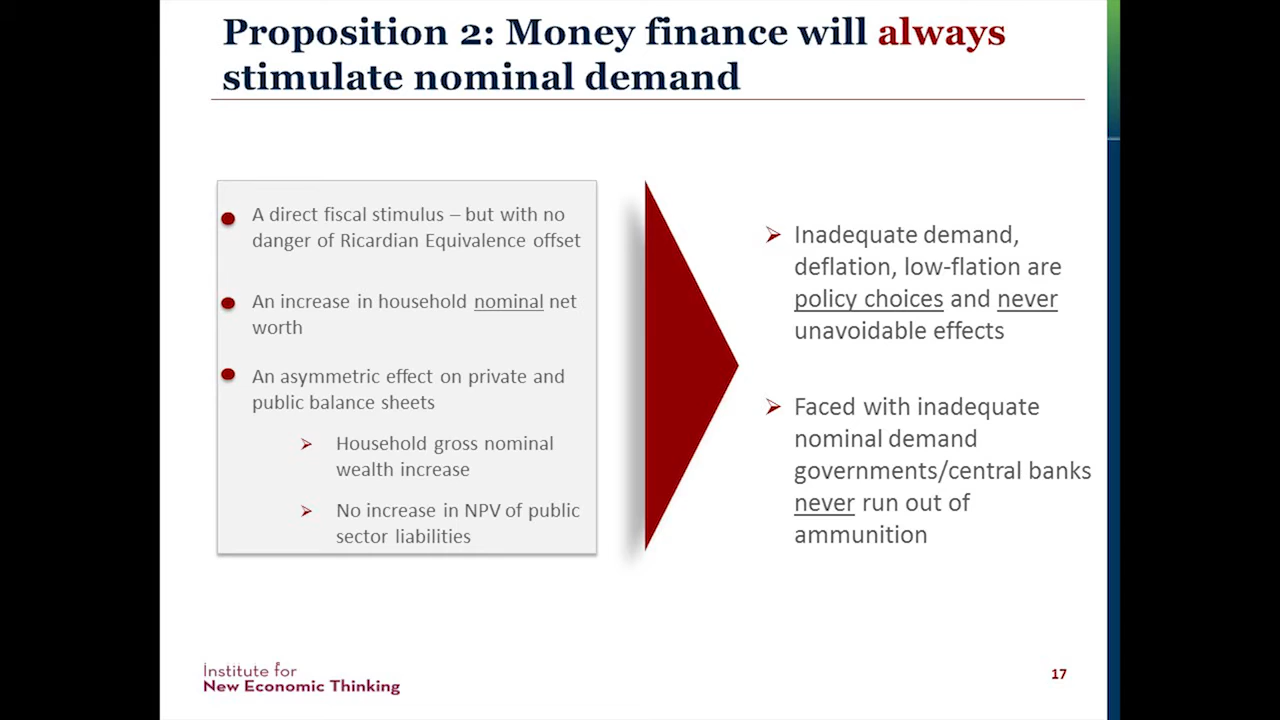 Proposition 2: Money finance will always
stimulate nominal demand
A direct fiscal stimulus – but with no
danger of Ricardian Equivalence offset
An increase in household nominal net
worth
An asymmetric effect on private and
public balance sheets
Household gross nominal
wealth increase
No increase in NPV of public
sector liabilities
Inadequate demand,
deflation, low-flation are
policy choices and never
unavoidable effects
Faced with inadequate
nominal demand
governments/central banks
never run out of
ammunition
Institute for
New Economic Thinking
17